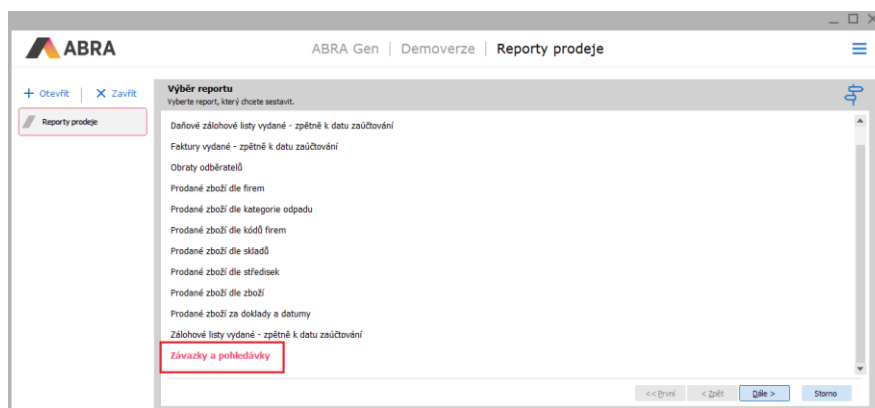 ABRA
ABRA Gen | Demoverze | Reporty prodeje
+ Otevřít | X Zavřít
Reporty prodeje
Výběr reportu
Vyberte report, který chcete sestavit.
Daňové zálohové listy vydané - zpětně k datu zaúčtování
Faktury vydané - zpětně k datu zaúčtování
Obraty odběratelů
Prodané zboží dle firem
Prodané zboží dle kategorie odpadu
Prodané zboží dle kódů firem
Prodané zboží dle skladů
Prodané zboží dle středisek
Prodané zboží dle zboží
Prodané zboží za doklady a datumy
Zálohové listy vydané - zpětně k datu zaúčtování
Závazky a pohledávky
<< První < Zpět Dále > Storno